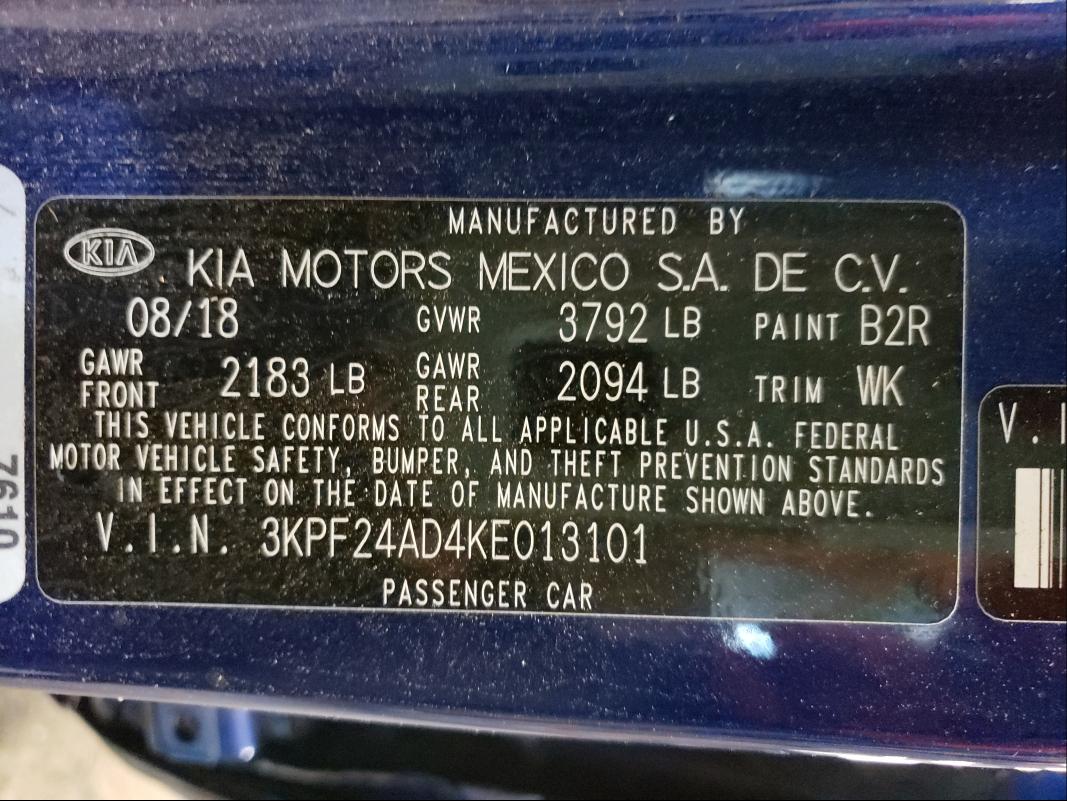 MANUFACTURED BY
KIA KIA MOTORS MEXICO S.A. DE C.V.
08/18 GVWR 3792 LB PAINT B2R
GAWR FRONT 2183 LB GAWR REAR 2094 LB TRIM WK
THIS VEHICLE CONFORMS TO ALL APPLICABLE U.S.A. FEDERAL
MOTOR VEHICLE SAFETY, BUMPER, AND THEFT PREVENTION STANDARDS
IN EFFECT ON THE DATE OF MANUFACTURE SHOWN ABOVE.
V.I.N. 3KPF24AD4KE013101
PASSENGER CAR
V.I
7610